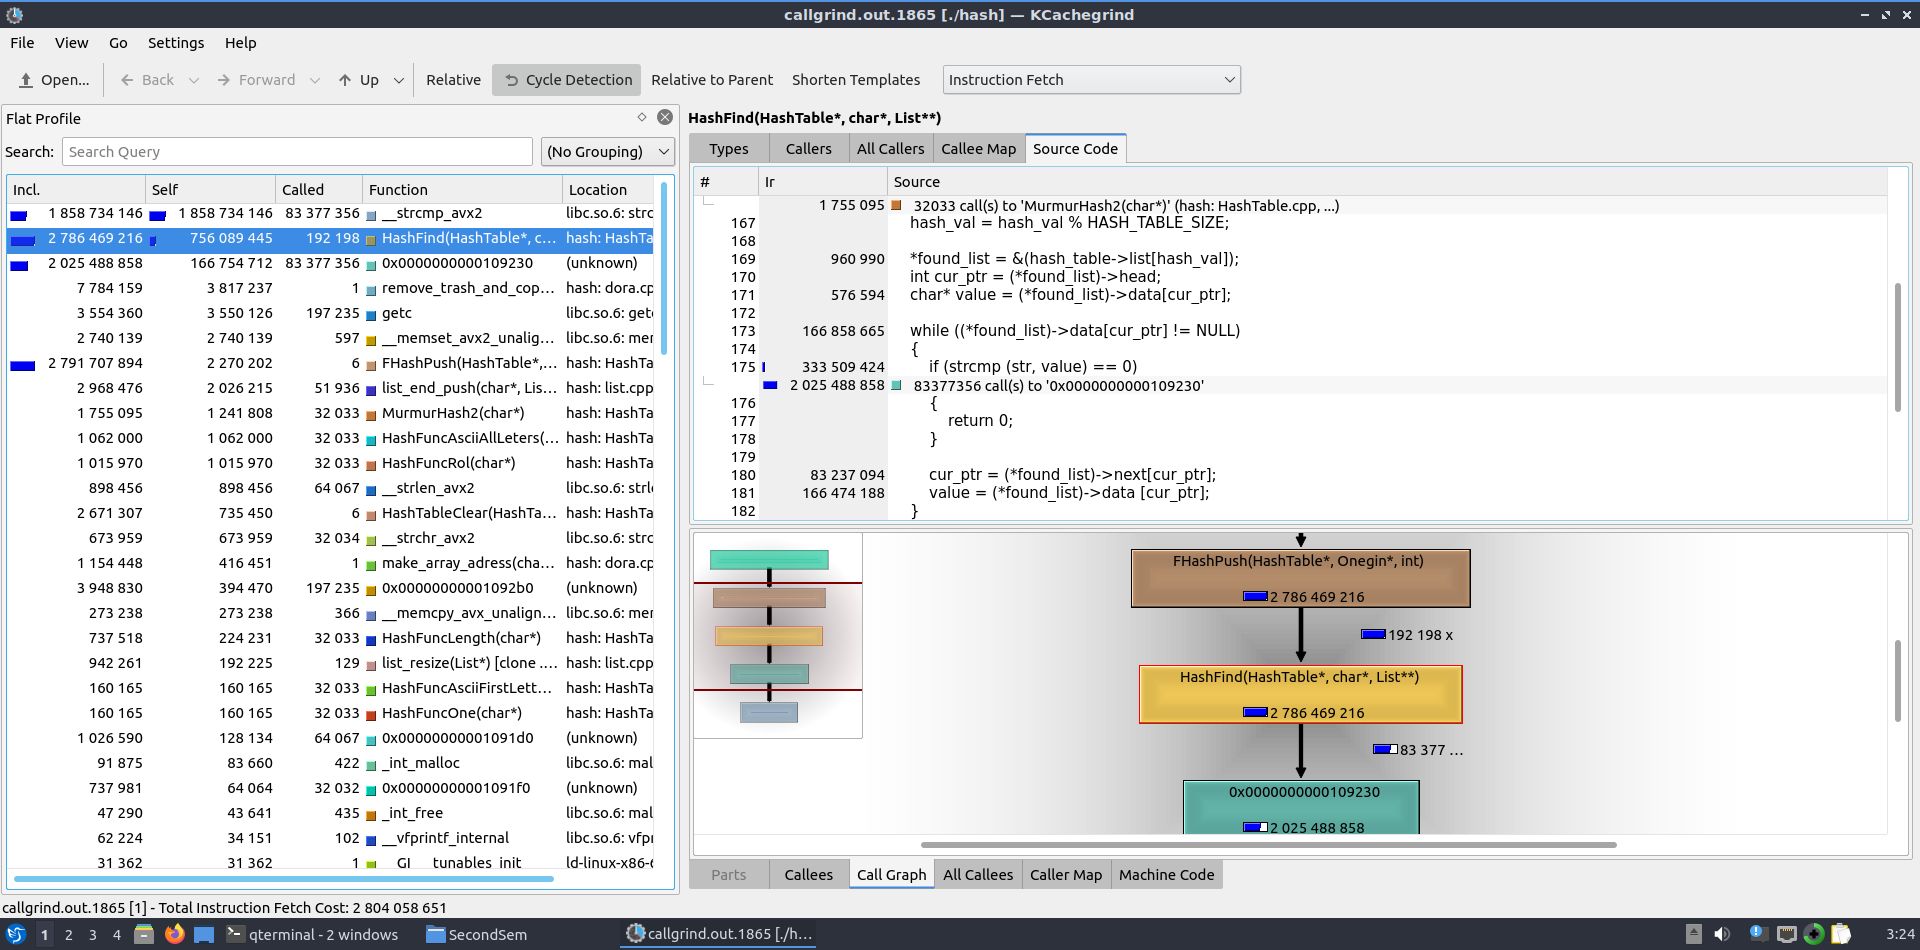 callgrind.out.1865 [./hash] — KCachegrind
File View Go Settings Help
Open... Back Forward Up Relative Cycle Detection Relative to Parent Shorten Templates Instruction Fetch
Flat Profile
Search: Search Query (No Grouping)
Incl. Self Called Function Location
1 858 734 146 1 858 734 146 83 377 356 __strcmp_avx2 libc.so.6: strc
2 786 469 216 756 089 445 192 198 HashFind(HashTable*, c... hash: HashTa
2 025 488 858 166 754 712 83 377 356 0x0000000000109230 (unknown)
7 784 159 3 817 237 1 remove_trash_and_cop... hash: dora.cp
3 554 360 3 550 126 197 235 getc libc.so.6: getc
2 740 139 2 740 139 597 __memset_avx2_unalig... libc.so.6: mer
2 791 707 894 2 270 202 6 FHashPush(HashTable*,... hash: HashTa
2 968 476 2 026 215 51 936 list_end_push(char*, Lis... hash: list.cpp
1 755 095 1 241 808 32 033 MurmurHash2(char*) hash: HashTa
1 062 000 1 062 000 32 033 HashFuncAsciiAllLeters(... hash: HashTa
1 015 970 1 015 970 32 033 HashFuncRol(char*) hash: HashTa
898 456 898 456 64 067 __strlen_avx2 libc.so.6: strl
2 671 307 735 450 6 HashTableClear(HashTa... hash: HashTa
673 959 673 959 32 034 __strchr_avx2 libc.so.6: strc
1 154 448 416 451 1 make_array_adress(cha... hash: dora.cp
3 948 830 394 470 197 235 0x00000000001092b0 (unknown)
273 238 273 238 366 __memcpy_avx_unalign... libc.so.6: mer
737 518 224 231 32 033 HashFuncLength(char*) hash: HashTa
942 261 192 225 129 list_resize(List*) [clone .... hash: list.cpp
160 165 160 165 32 033 HashFuncAsciiFirstLett... hash: HashTa
160 165 160 165 32 033 HashFuncOne(char*) hash: HashTa
1 026 590 128 134 64 067 0x00000000001091d0 (unknown)
91 875 83 660 422 _int_malloc libc.so.6: mal
737 981 64 064 32 032 0x00000000001091f0 (unknown)
47 290 43 641 435 _int_free libc.so.6: mal
62 224 34 151 102 __vfprintf_internal libc.so.6: vfpr
31 362 31 362 1 __GI___tunables_init ld-linux-x86-6
callgrind.out.1865 [1] - Total Instruction Fetch Cost: 2 804 058 651
HashFind(HashTable*, char*, List**)
Types Callers All Callers Callee Map Source Code
# Ir Source
1 755 095 32033 call(s) to 'MurmurHash2(char*)' (hash: HashTable.cpp, ...)
167 hash_val = hash_val % HASH_TABLE_SIZE;
168
169 960 990 *found_list = &(hash_table->list[hash_val]);
170 int cur_ptr = (*found_list)->head;
171 576 594 char* value = (*found_list)->data[cur_ptr];
172
173 166 858 665 while ((*found_list)->data[cur_ptr] != NULL)
174 {
175 333 509 424 if (strcmp (str, value) == 0)
2 025 488 858 83377356 call(s) to '0x0000000000109230'
176 {
177 return 0;
178 }
179
180 83 237 094 cur_ptr = (*found_list)->next[cur_ptr];
181 166 474 188 value = (*found_list)->data [cur_ptr];
182 }
FHashPush(HashTable*, Onegin*, int)
2 786 469 216
192 198 x
HashFind(HashTable*, char*, List**)
2 786 469 216
83 377 ...
0x0000000000109230
2 025 488 858
Parts Callees Call Graph All Callees Caller Map Machine Code
1 2 3 4 qterminal - 2 windows SecondSem callgrind.out.1865 [./h... 3:24